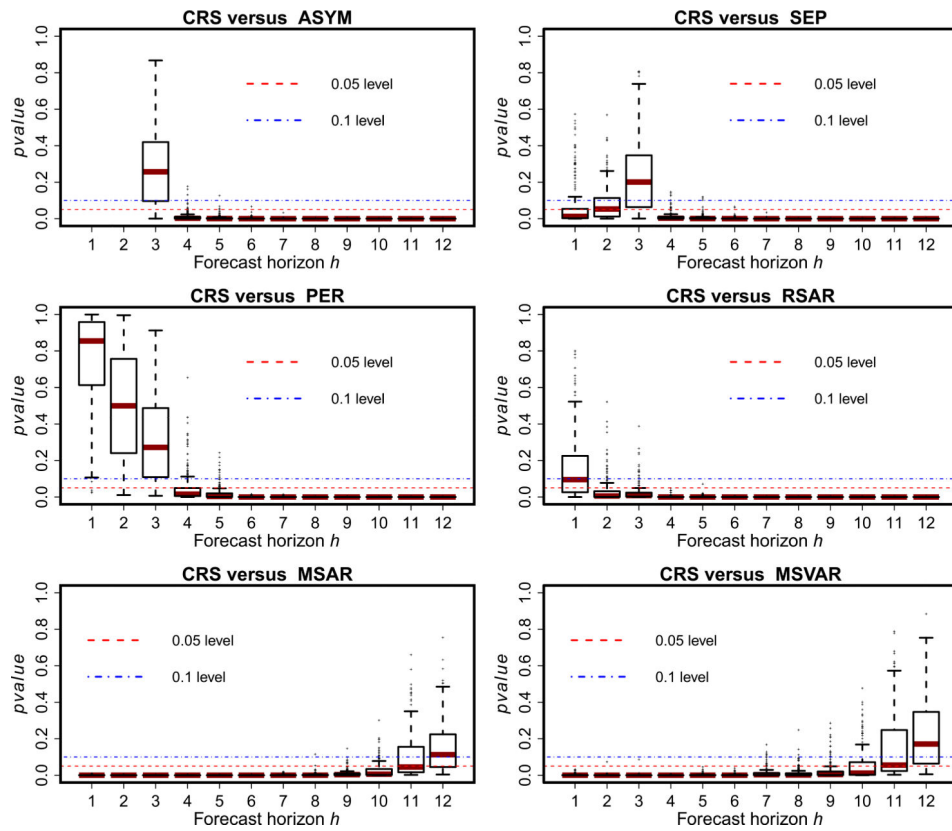 CRS versus ASYM
1.0
0.8
0.6
0.4
0.2
0.0
pvalue
0.05 level
0.1 level
1 2 3 4 5 6 7 8 9 10 11 12
Forecast horizon h
CRS versus SEP
1.0
0.8
0.6
0.4
0.2
0.0
pvalue
0.05 level
0.1 level
1 2 3 4 5 6 7 8 9 10 11 12
Forecast horizon h
CRS versus PER
1.0
0.8
0.6
0.4
0.2
0.0
pvalue
0.05 level
0.1 level
1 2 3 4 5 6 7 8 9 10 11 12
Forecast horizon h
CRS versus RSAR
1.0
0.8
0.6
0.4
0.2
0.0
pvalue
0.05 level
0.1 level
1 2 3 4 5 6 7 8 9 10 11 12
Forecast horizon h
CRS versus MSAR
1.0
0.8
0.6
0.4
0.2
0.0
pvalue
0.05 level
0.1 level
1 2 3 4 5 6 7 8 9 10 11 12
Forecast horizon h
CRS versus MSVAR
1.0
0.8
0.6
0.4
0.2
0.0
pvalue
0.05 level
0.1 level
1 2 3 4 5 6 7 8 9 10 11 12
Forecast horizon h